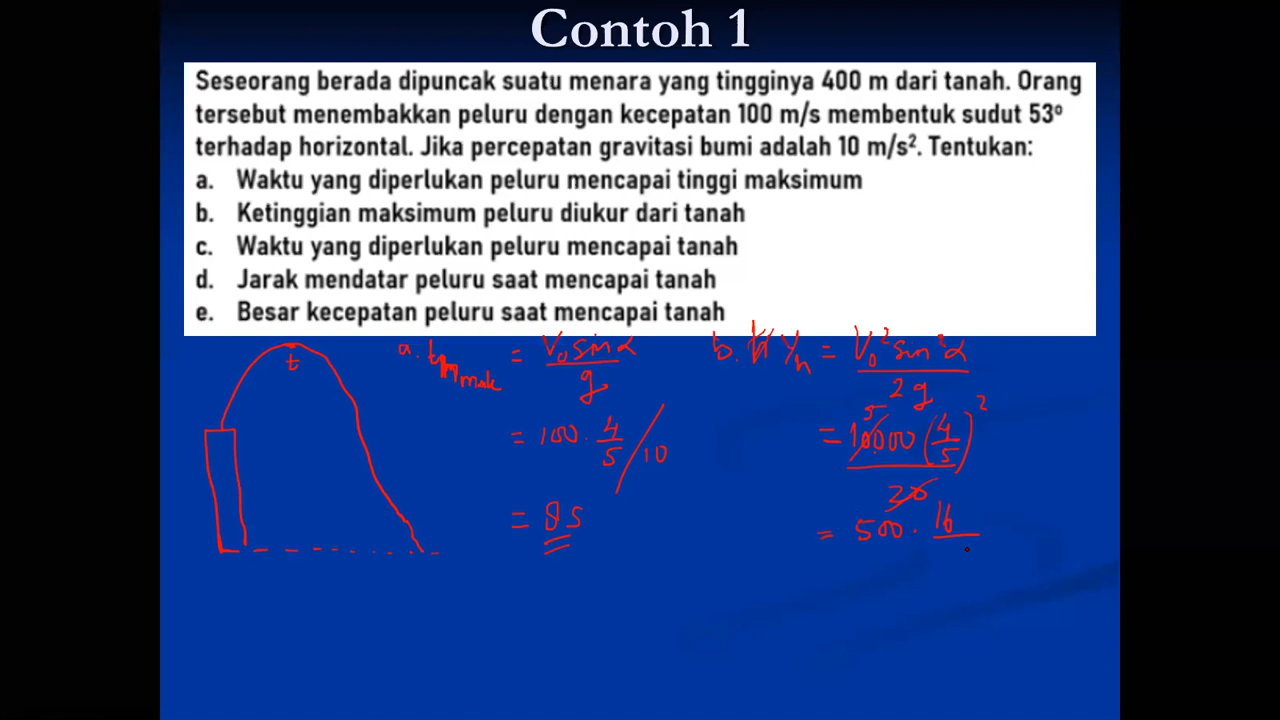 Contoh 1
Seseorang berada dipuncak suatu menara yang tingginya 400 m dari tanah. Orang
tersebut menembakkan peluru dengan kecepatan 100 m/s membentuk sudut 53°
terhadap horizontal. Jika percepatan gravitasi bumi adalah 10 m/s². Tentukan:
a. Waktu yang diperlukan peluru mencapai tinggi maksimum
b. Ketinggian maksimum peluru diukur dari tanah
c. Waktu yang diperlukan peluru mencapai tanah
d. Jarak mendatar peluru saat mencapai tanah
e. Besar kecepatan peluru saat mencapai tanah
t
a. = V₀ sin α / g
= 100 . 4/5 / 10
= 8 s
b. Yh = V₀² sin² α / 2 g
= 10000 (4/5)² / 20
5
= 500 . 16